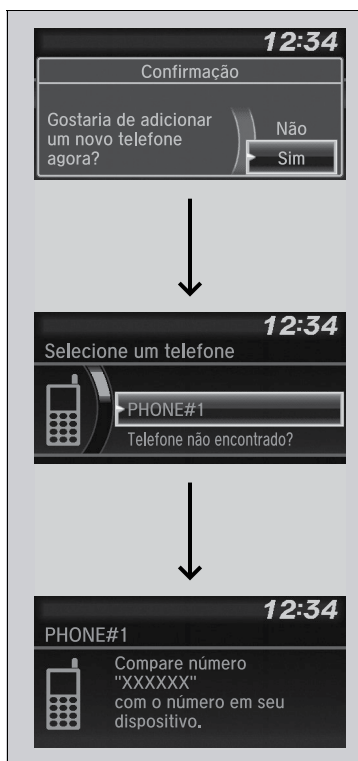 12:34
Confirmação
Gostaria de adicionar
um novo telefone
agora?
Não
Sim
12:34
Selecione um telefone
PHONE#1
Telefone não encontrado?
12:34
PHONE#1
Compare número
"XXXXXX"
com o número em seu
dispositivo.